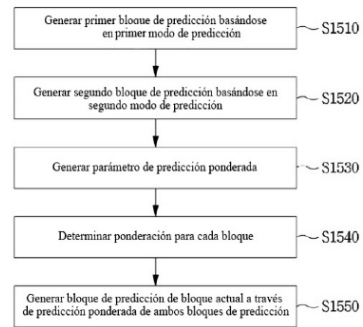 Generar primer bloque de predicción basándose
en primer modo de predicción
S1510
Generar segundo bloque de predicción basándose en
segundo modo de predicción
S1520
Generar parámetro de predicción ponderada
S1530
Determinar ponderación para cada bloque
S1540
Generar bloque de predicción de bloque actual a través
de predicción ponderada de ambos bloques de predicción
S1550